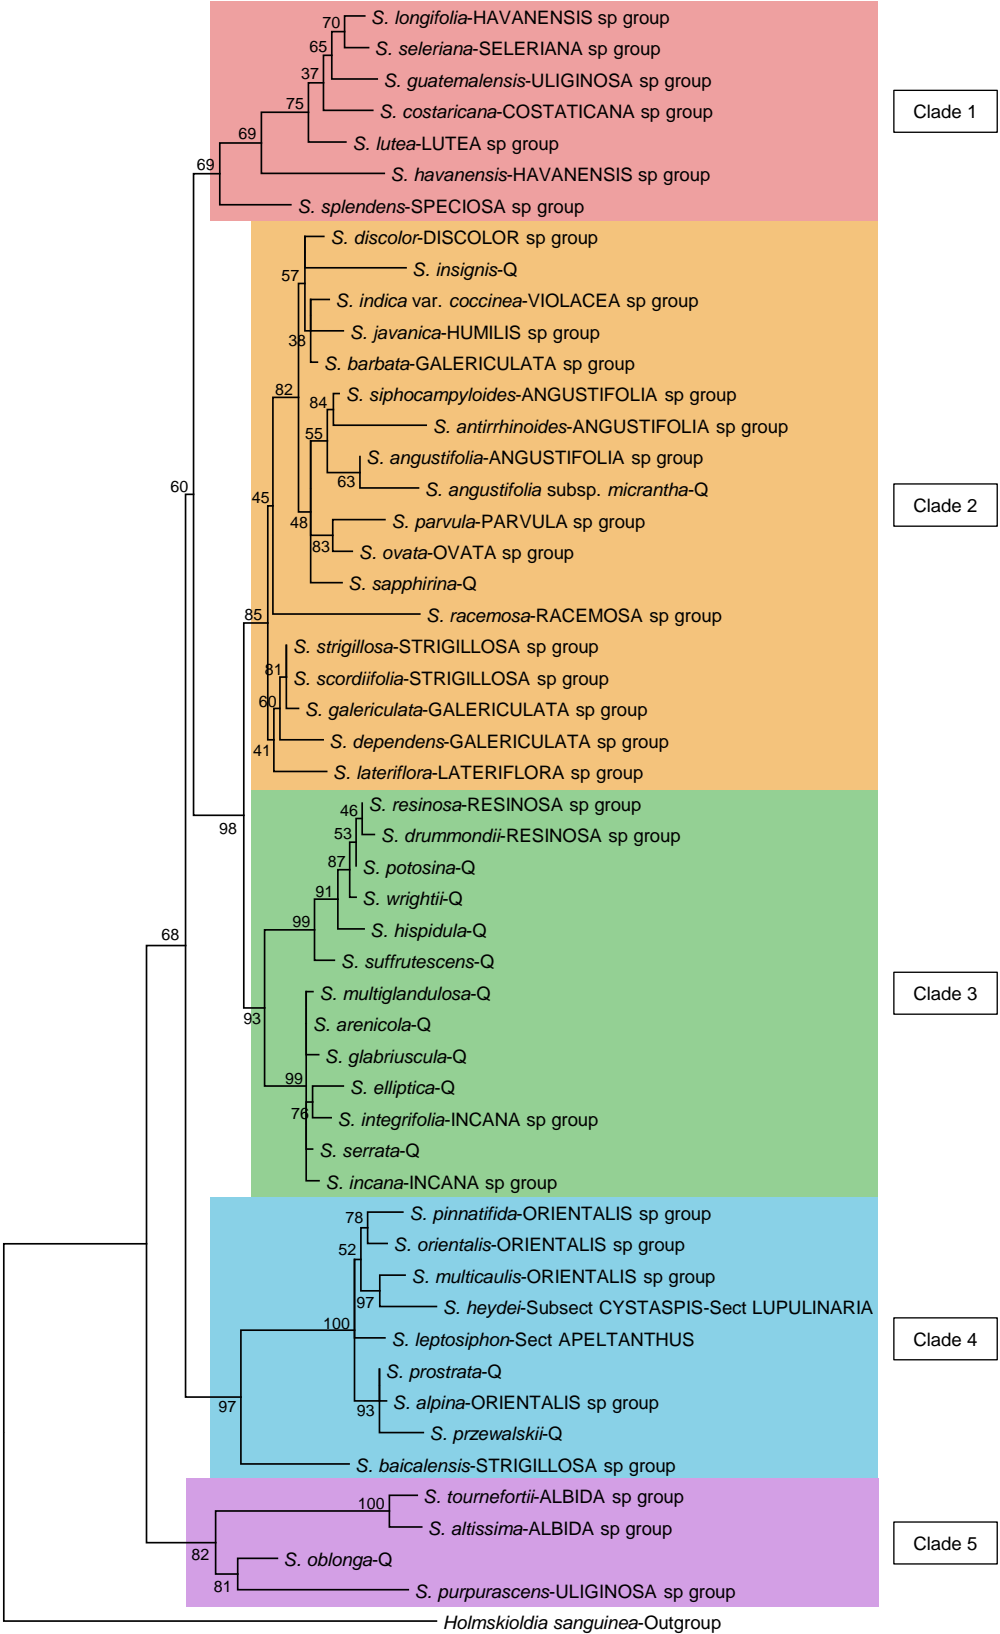 70
S. longifolia-HAVANENSIS sp group
65
S. seleriana-SELERIANA sp group
37
S. guatemalensis-ULIGINOSA sp group
75
S. costaricana-COSTATICANA sp group
Clade 1
69
S. lutea-LUTEA sp group
69
S. havanensis-HAVANENSIS sp group
S. splendens-SPECIOSA sp group
S. discolor-DISCOLOR sp group
57
S. insignis-Q
S. indica var. coccinea-VIOLACEA sp group
38
S. javanica-HUMILIS sp group
S. barbata-GALERICULATA sp group
82
S. siphocampyloides-ANGUSTIFOLIA sp group
84
S. antirrhinoides-ANGUSTIFOLIA sp group
55
S. angustifolia-ANGUSTIFOLIA sp group
63
S. angustifolia subsp. micrantha-Q
60
45
Clade 2
48
S. parvula-PARVULA sp group
83
S. ovata-OVATA sp group
S. sapphirina-Q
85
S. racemosa-RACEMOSA sp group
S. strigillosa-STRIGILLOSA sp group
81
S. scordiifolia-STRIGILLOSA sp group
60
S. galericulata-GALERICULATA sp group
41
S. dependens-GALERICULATA sp group
S. lateriflora-LATERIFLORA sp group
46
S. resinosa-RESINOSA sp group
98
53
S. drummondii-RESINOSA sp group
87
S. potosina-Q
91
S. wrightii-Q
99
S. hispidula-Q
68
S. suffrutescens-Q
S. multiglandulosa-Q
Clade 3
93
S. arenicola-Q
S. glabriuscula-Q
99
S. elliptica-Q
76
S. integrifolia-INCANA sp group
S. serrata-Q
S. incana-INCANA sp group
78
S. pinnatifida-ORIENTALIS sp group
52
S. orientalis-ORIENTALIS sp group
S. multicaulis-ORIENTALIS sp group
97
S. heydei-Subsect CYSTASPIS-Sect LUPULINARIA
100
S. leptosiphon-Sect APELTANTHUS
Clade 4
S. prostrata-Q
97
93
S. alpina-ORIENTALIS sp group
S. przewalskii-Q
S. baicalensis-STRIGILLOSA sp group
100
S. tournefortii-ALBIDA sp group
S. altissima-ALBIDA sp group
Clade 5
82
S. oblonga-Q
81
S. purpurascens-ULIGINOSA sp group
Holmskioldia sanguinea-Outgroup